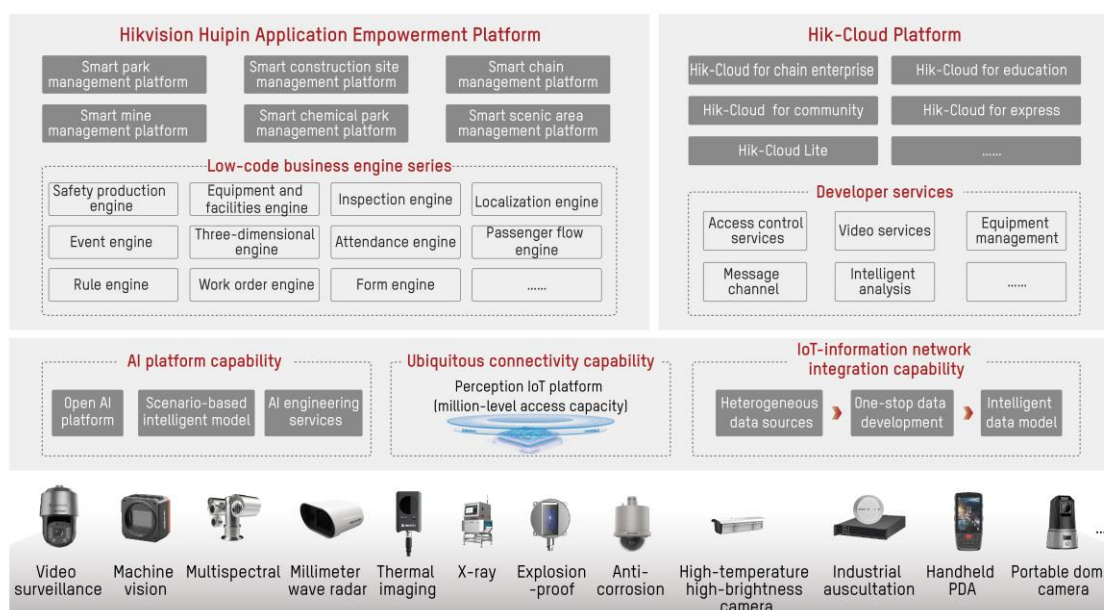 Hikvision Huipin Application Empowerment Platform
Smart park
management platform
Smart construction site
management platform
Smart chain
management platform
Smart mine
management platform
Smart chemical park
management platform
Smart scenic area
management platform
Low-code business engine series
Safety production
engine
Equipment and
facilities engine
Inspection engine
Localization engine
Event engine
Three-dimensional
engine
Attendance engine
Passenger flow
engine
Rule engine
Work order engine
Form engine
......
Hik-Cloud Platform
Hik-Cloud for chain enterprise
Hik-Cloud for education
Hik-Cloud for community
Hik-Cloud for express
Hik-Cloud Lite
......
Developer services
Access control
services
Video services
Equipment
management
Message
channel
Intelligent
analysis
......
AI platform capability
Open AI
platform
Scenario-based
intelligent model
AI engineering
services
Ubiquitous connectivity capability
Perception IoT platform
(million-level access capacity)
IoT-information network
integration capability
Heterogeneous
data sources
One-stop data
development
Intelligent
data model
Video
surveillance
Machine
vision
Multispectral
Millimeter
wave radar
Thermal
imaging
X-ray
Explosion
-proof
Anti-
corrosion
High-temperature
high-brightness
camera
Industrial
auscultation
Handheld
PDA
Portable dom
camera
...